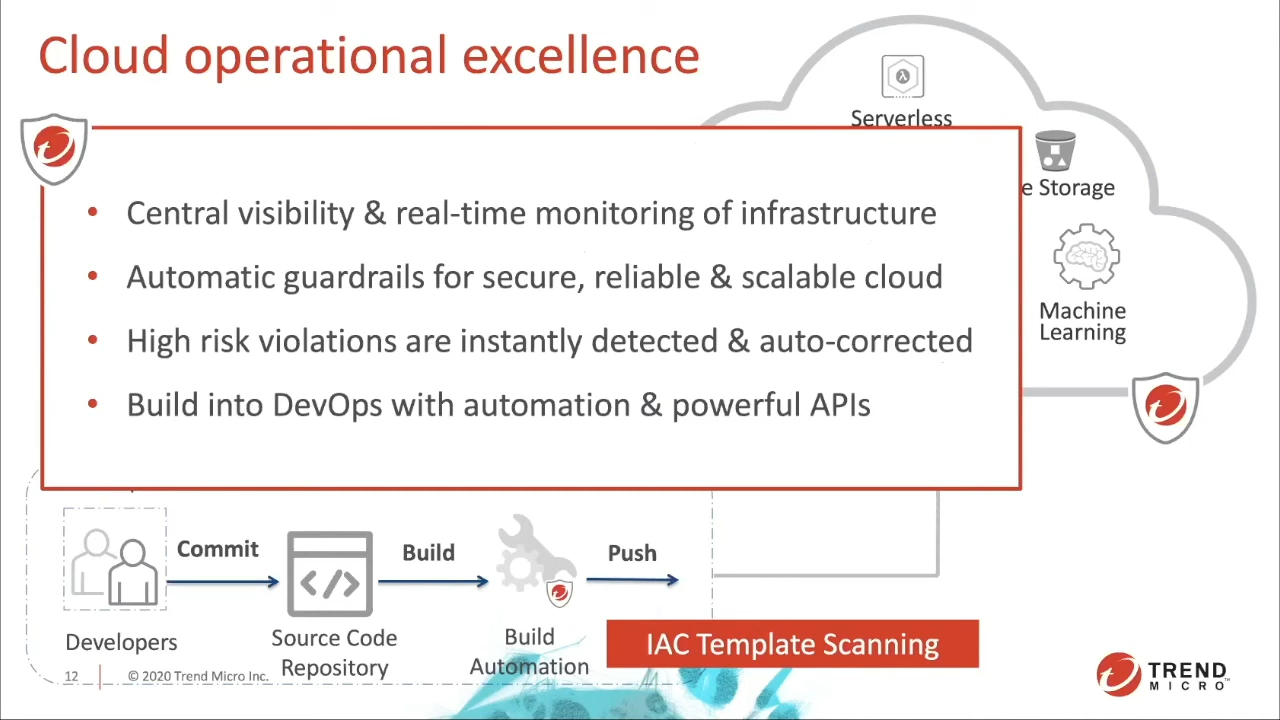 Cloud operational excellence
Serverless
e Storage
Machine
Learning
• Central visibility & real-time monitoring of infrastructure
• Automatic guardrails for secure, reliable & scalable cloud
• High risk violations are instantly detected & auto-corrected
• Build into DevOps with automation & powerful APIs
Commit
Build
Push
Developers
Source Code
Repository
Build
Automation
IAC Template Scanning
12
© 2020 Trend Micro Inc.
TREND
MICRO™